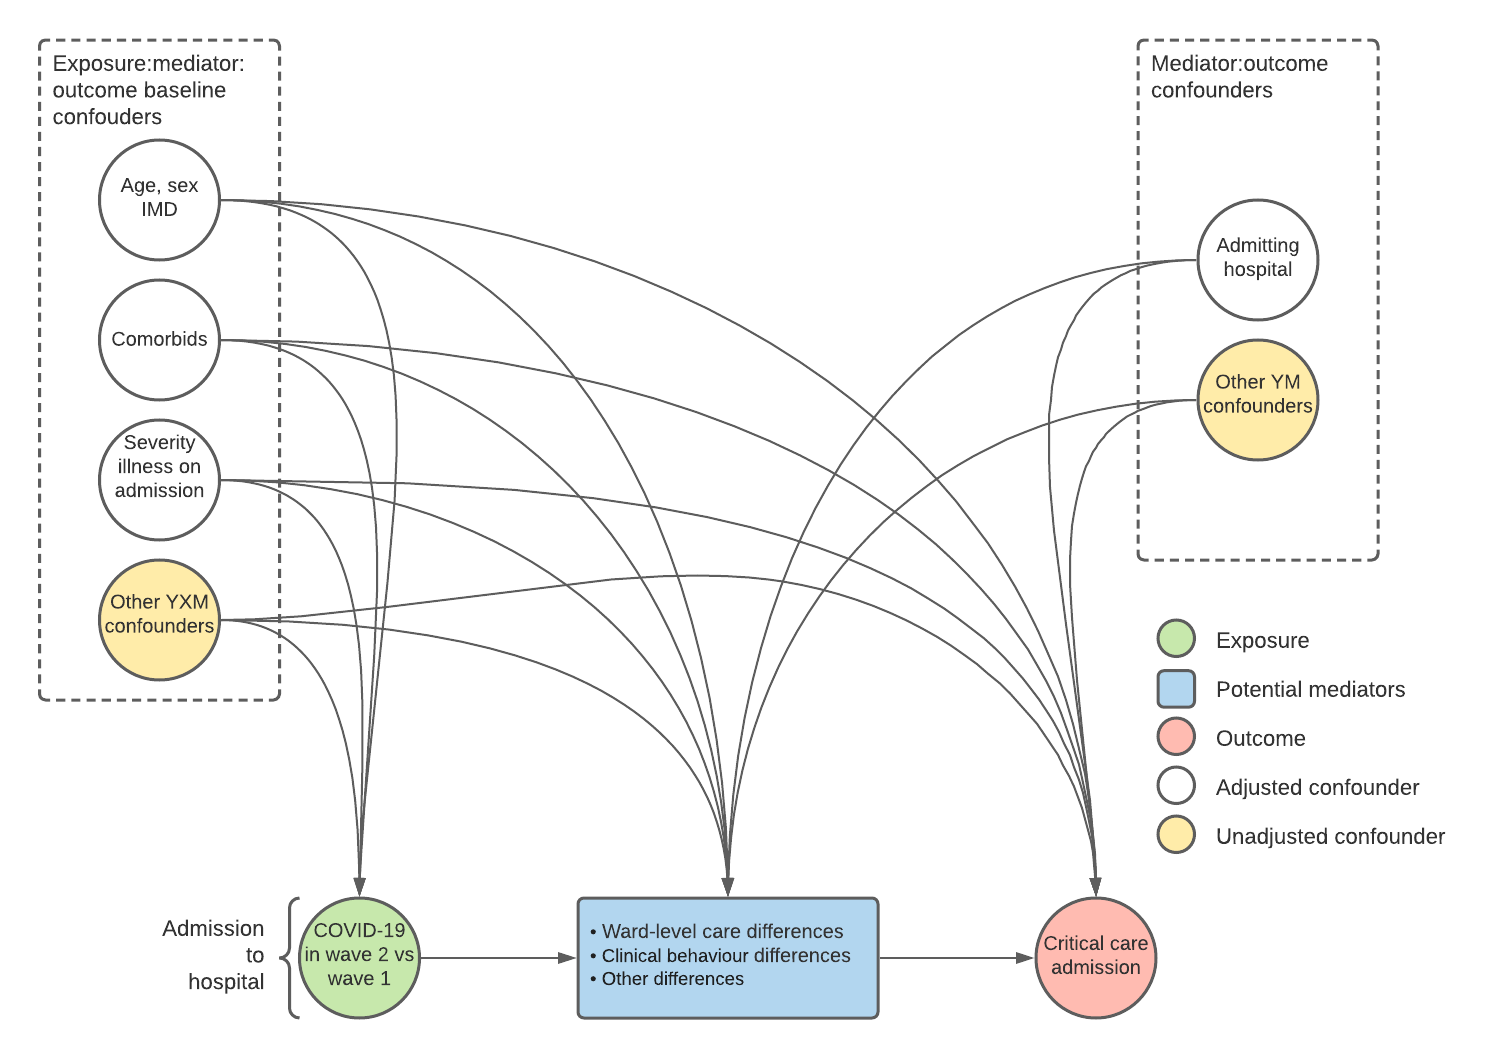 Exposure:mediator:
outcome baseline
confouders
Age, sex
IMD
Comorbids
Severity
illness on
admission
Other YXM
confounders
Mediator:outcome
confounders
Admitting
hospital
Other YM
confounders
Exposure
Potential mediators
Outcome
Adjusted confounder
Unadjusted confounder
Admission
to
hospital
COVID-19
in wave 2 vs
wave 1
• Ward-level care differences
• Clinical behaviour differences
• Other differences
Critical care
admission